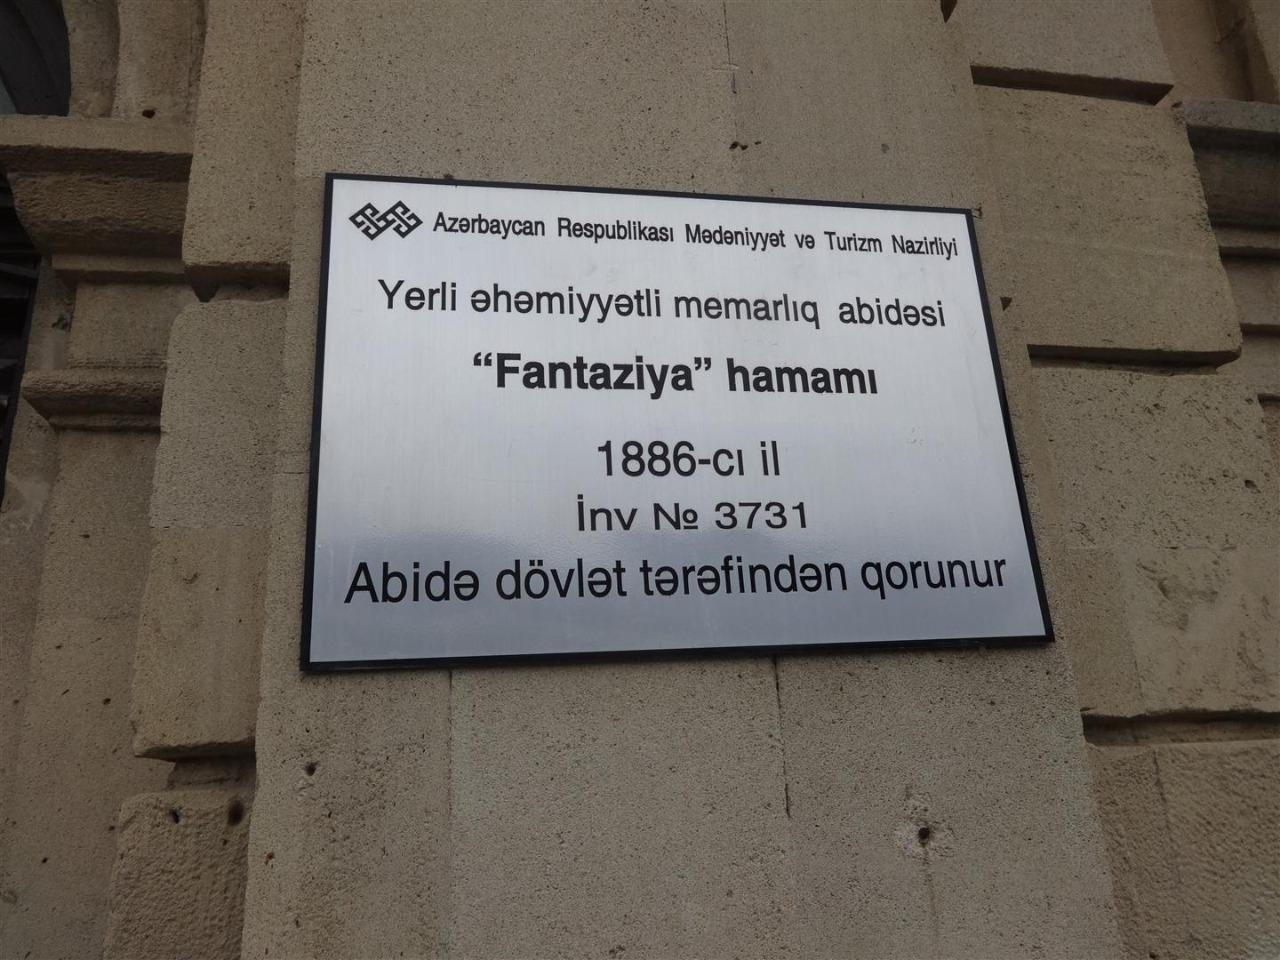 Azərbaycan Respublikası Mədəniyyət və Turizm Nazirliyi
Yerli əhəmiyyətli memarlıq abidəsi
“Fantaziya” hamamı
1886-cı il
İnv № 3731
Abidə dövlət tərəfindən qorunur